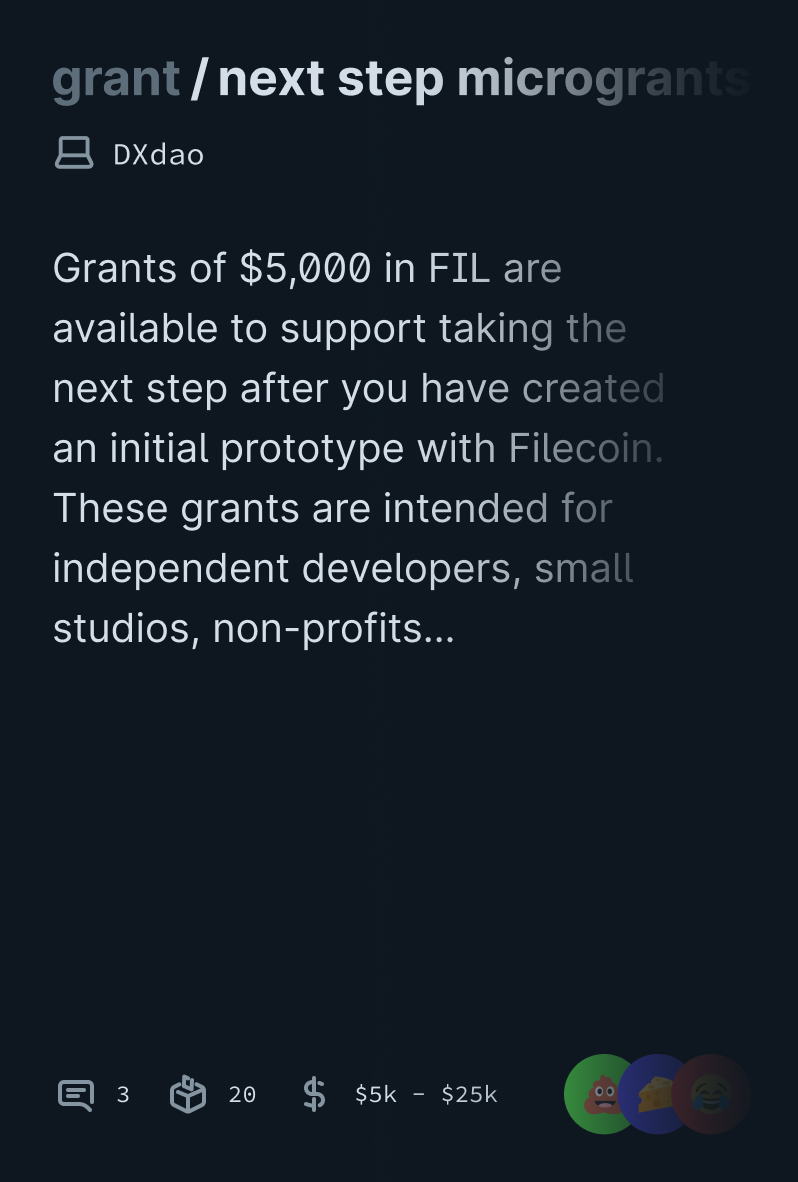 grant / next step microgrants
DXdao
Grants of $5,000 in FIL are
available to support taking the
next step after you have created
an initial prototype with Filecoin.
These grants are intended for
independent developers, small
studios, non-profits...
3 20 $5k - $25k